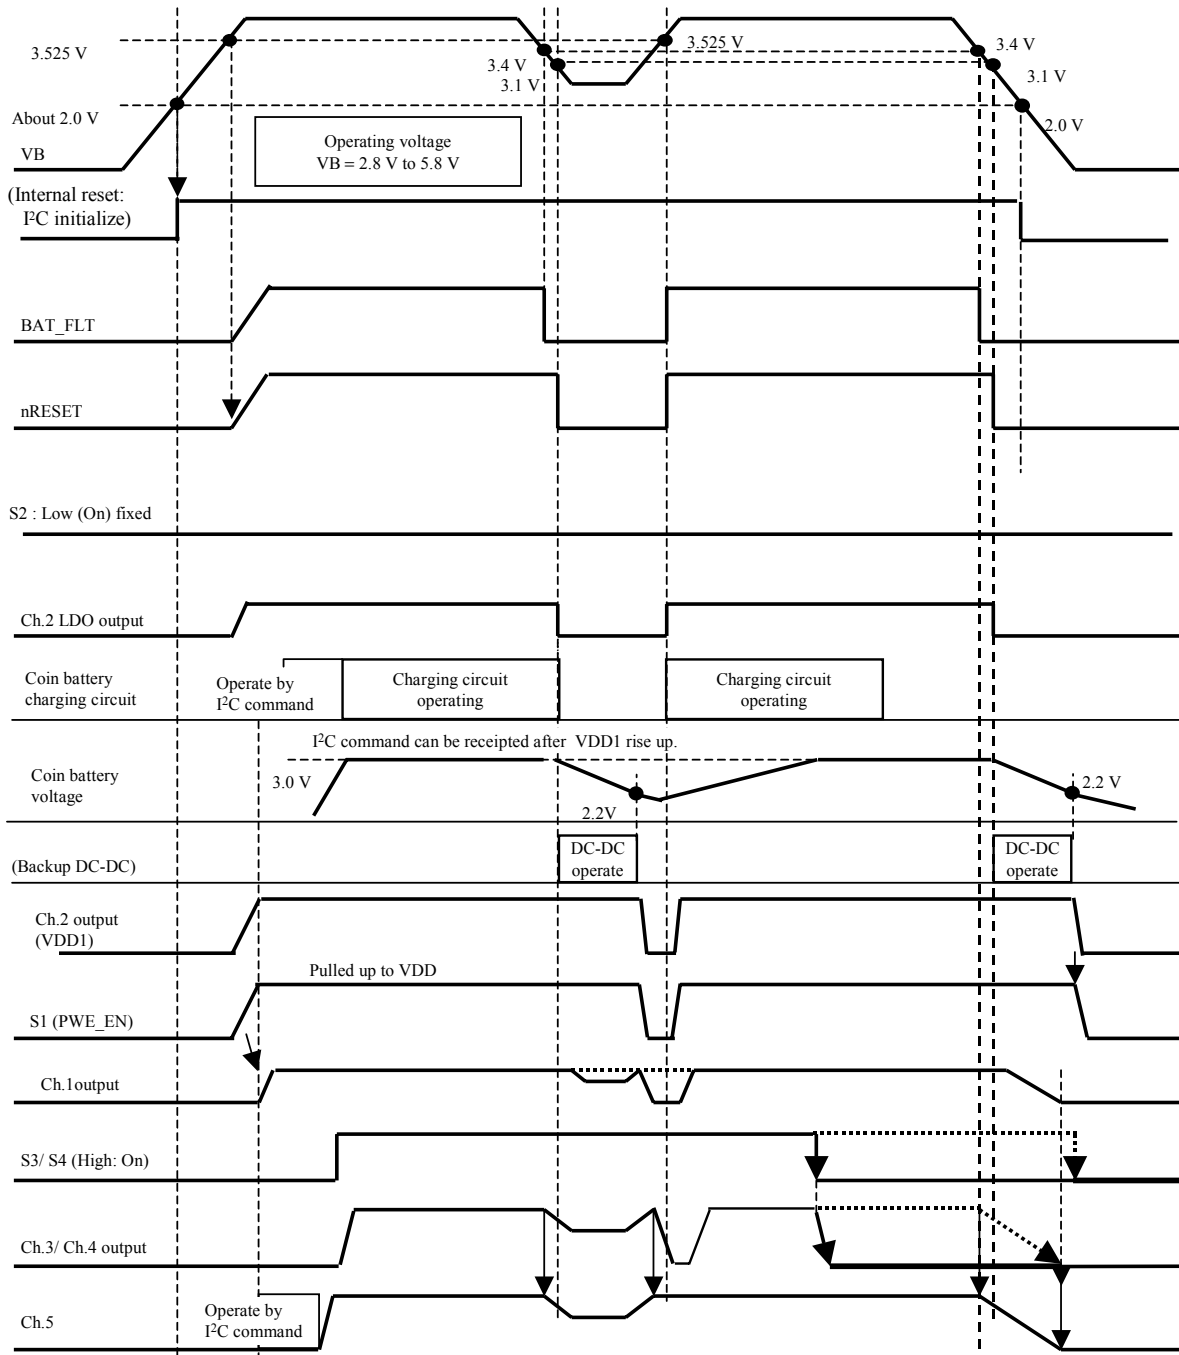 3.525 V
3.525 V
3.4 V
3.4 V
3.1 V
3.1 V
About 2.0 V
2.0 V
VB
Operating voltage
VB = 2.8 V to 5.8 V
(Internal reset:
I²C initialize)
BAT_FLT
nRESET
S2 : Low (On) fixed
Ch.2 LDO output
Coin battery
charging circuit
Operate by
I²C command
Charging circuit
operating
Charging circuit
operating
I²C command can be receipted after VDD1 rise up.
Coin battery
voltage
3.0 V
2.2V
2.2 V
(Backup DC-DC)
DC-DC
operate
DC-DC
operate
Ch.2 output
(VDD1)
Pulled up to VDD
S1 (PWE_EN)
Ch.1output
S3/ S4 (High: On)
Ch.3/ Ch.4 output
Ch.5
Operate by
I²C command